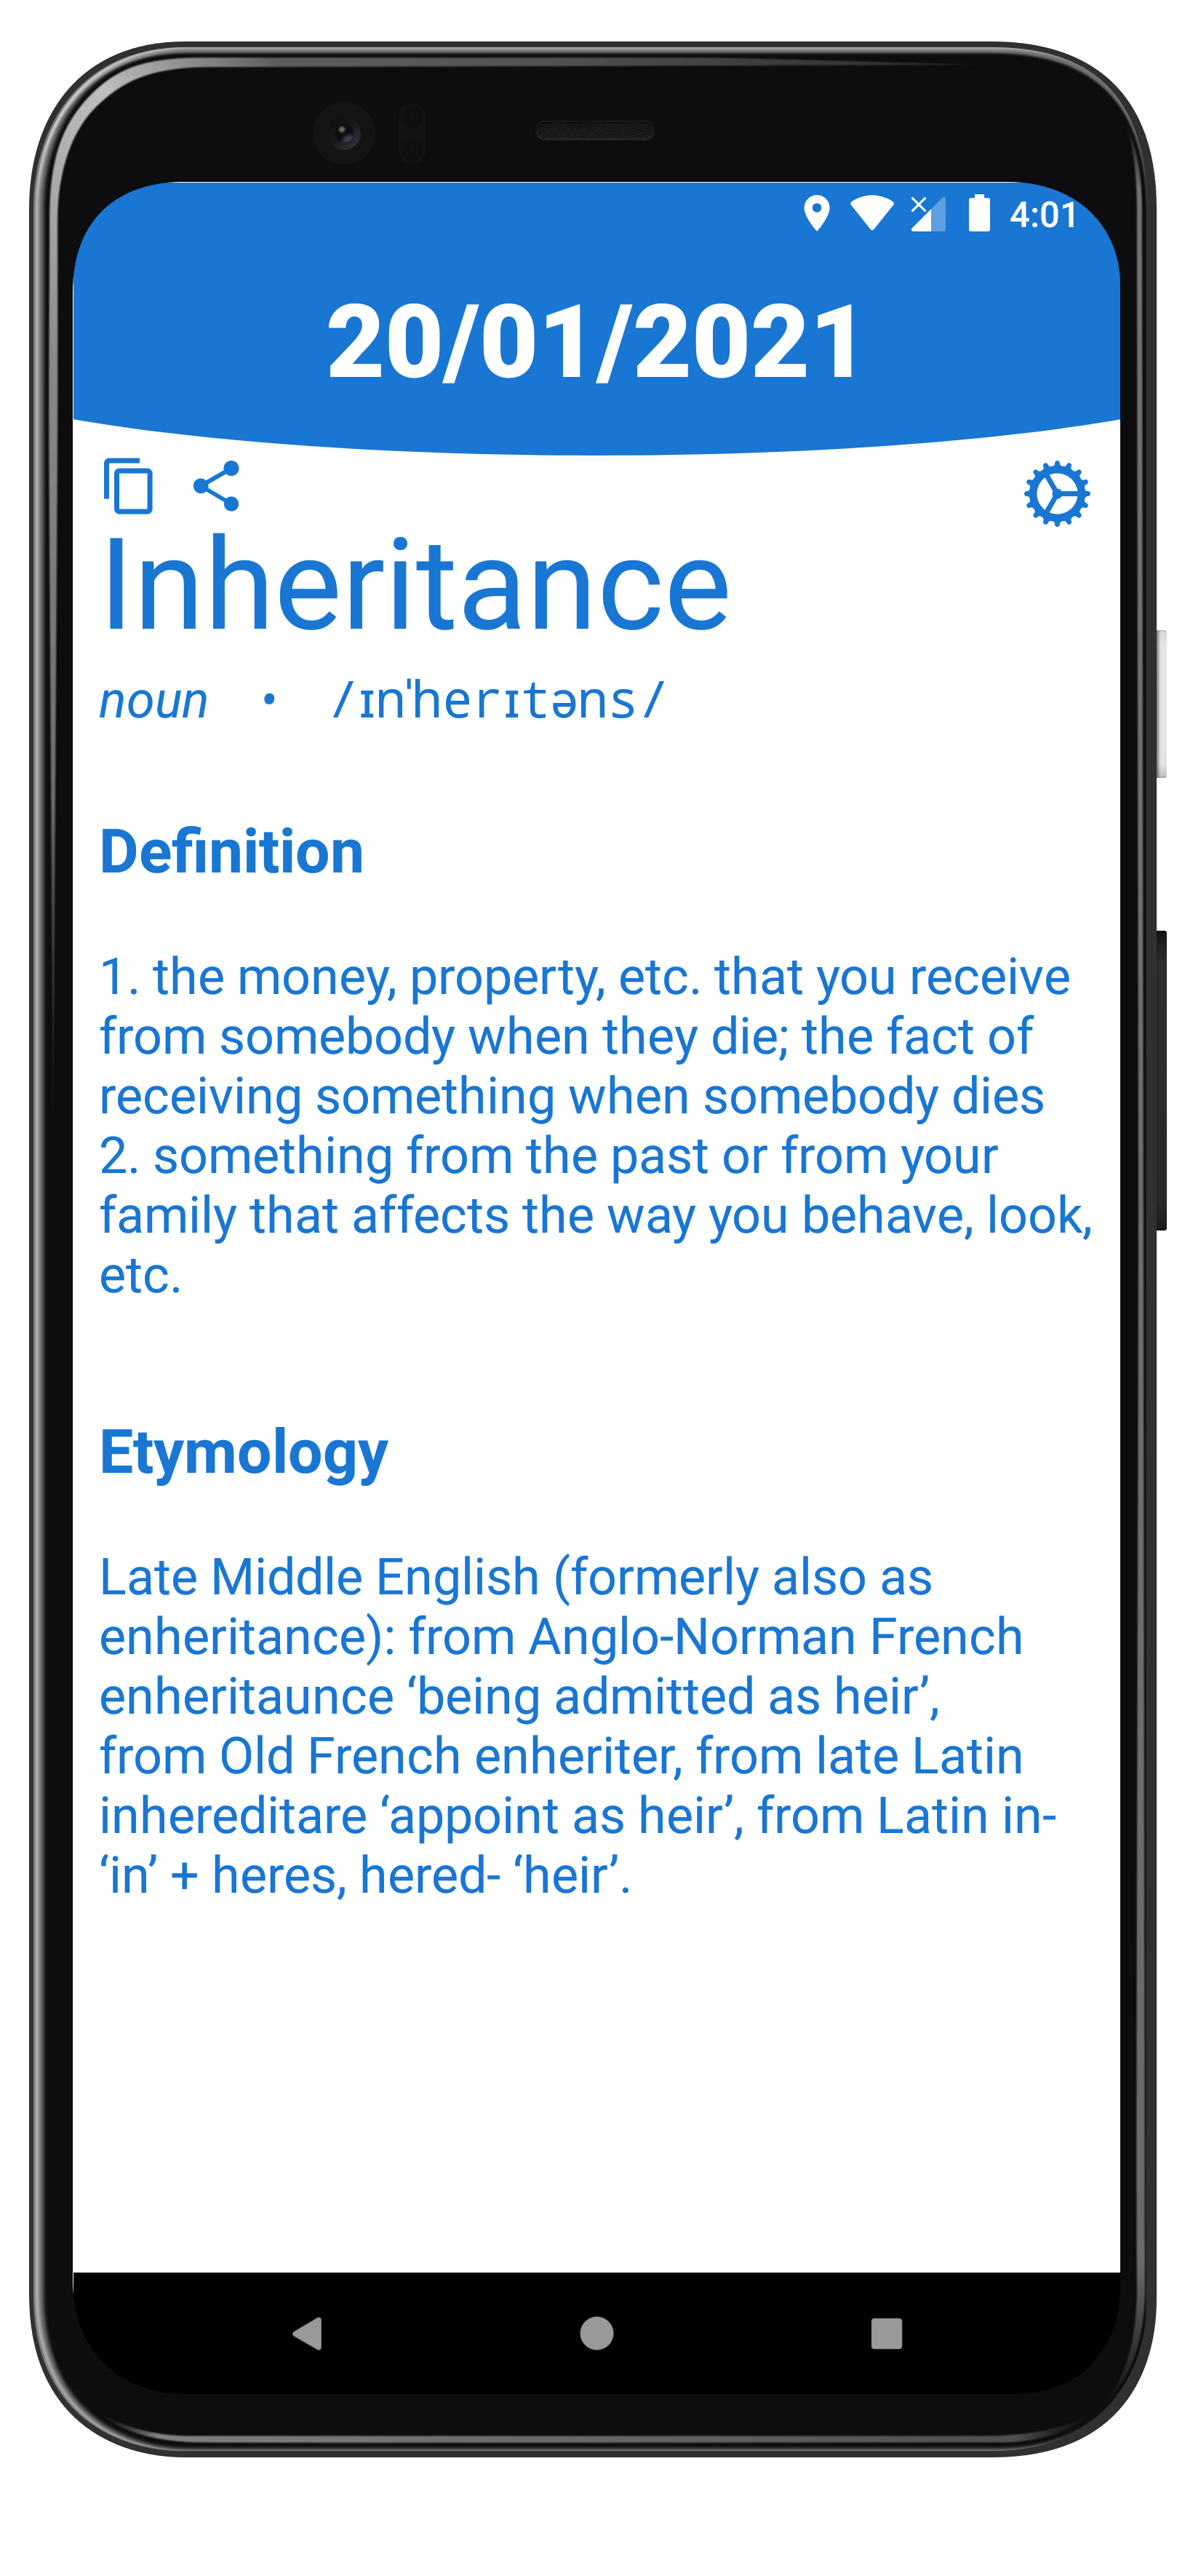 4:01
20/01/2021
Inheritance
noun • /ɪnˈherɪtəns/
Definition
1. the money, property, etc. that you receive
from somebody when they die; the fact of
receiving something when somebody dies
2. something from the past or from your
family that affects the way you behave, look,
etc.
Etymology
Late Middle English (formerly also as
enheritance): from Anglo-Norman French
enheritaunce ‘being admitted as heir’,
from Old French enheriter, from late Latin
inhereditare ‘appoint as heir’, from Latin in-
‘in’ + heres, hered- ‘heir’.